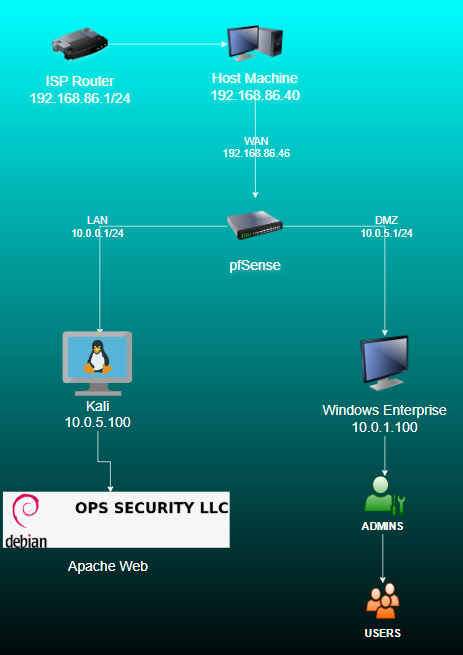 ISP Router
192.168.86.1/24
Host Machine
192.168.86.40
WAN
192.168.86.46
LAN
10.0.0.1/24
DMZ
10.0.5.1/24
pfSense
Kali
10.0.5.100
Windows Enterprise
10.0.1.100
OPS SECURITY LLC
debian
Apache Web
ADMINS
USERS